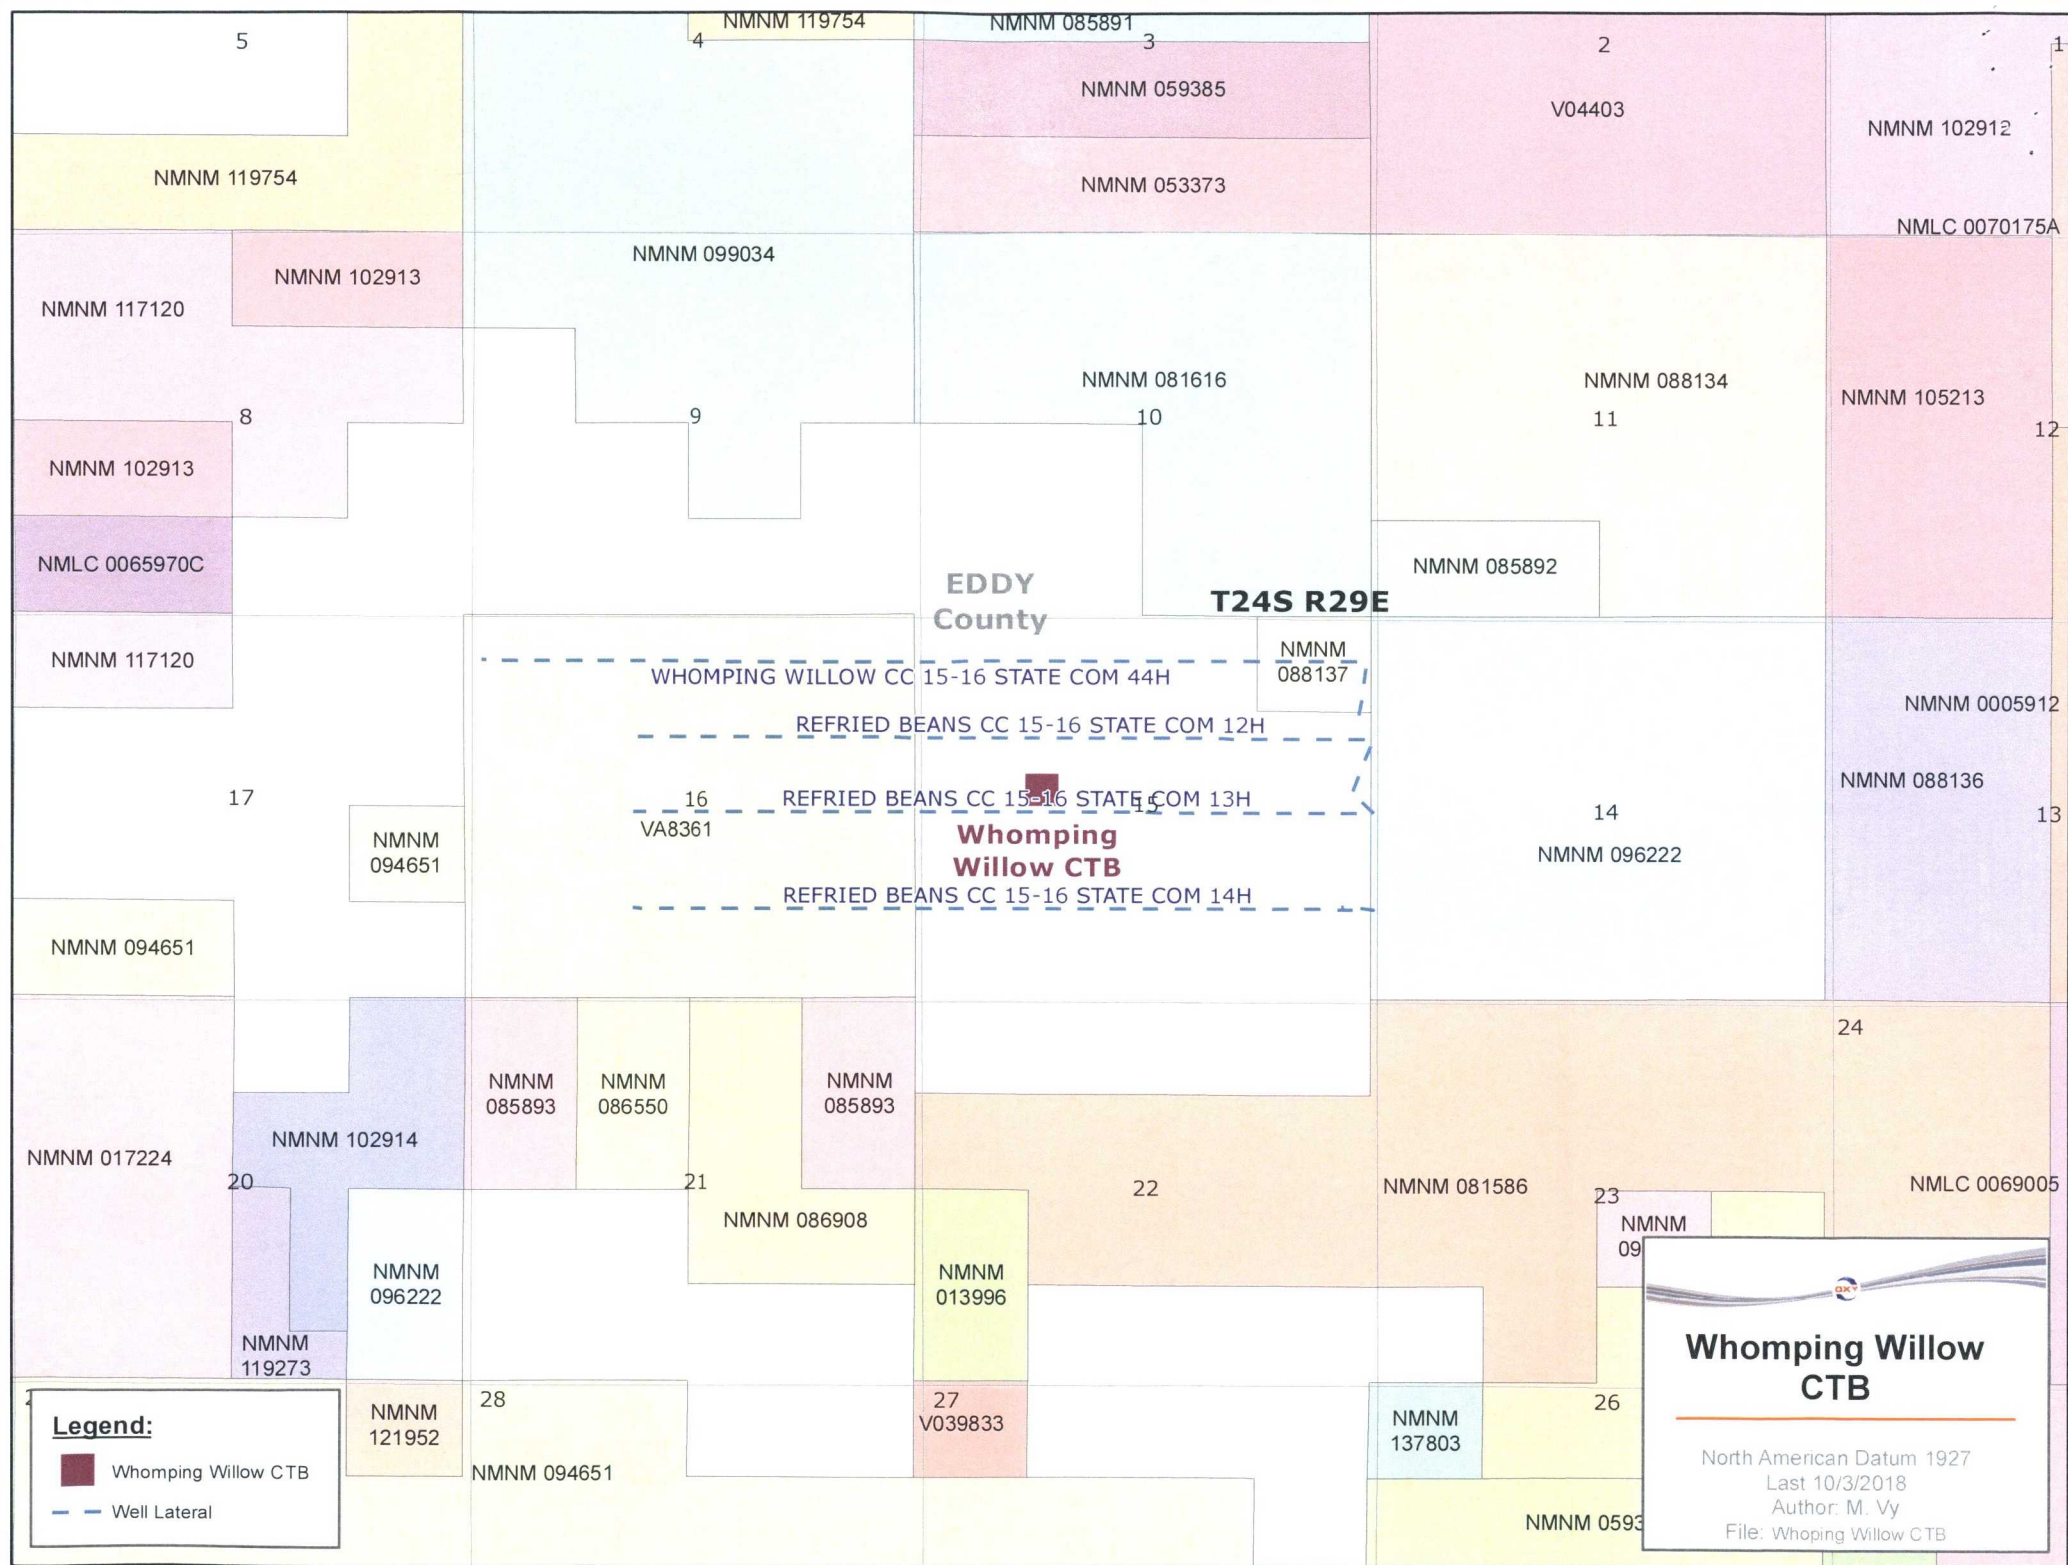 5
4
NMNM 119754
NMNM 085891
3
2
1
NMNM 059385
V04403
NMNM 102912
NMNM 119754
NMNM 053373
NMLC 0070175A
NMNM 099034
NMNM 102913
NMNM 117120
NMNM 081616
NMNM 088134
NMNM 105213
8
9
10
11
12
NMNM 102913
NMLC 0065970C
NMNM 085892
EDDY
County
T24S R29E
NMNM 117120
NMNM
088137
WHOMPING WILLOW CC 15-16 STATE COM 44H
NMNM 0005912
REFRIED BEANS CC 15-16 STATE COM 12H
NMNM 088136
17
16
REFRIED BEANS CC 15-16 STATE COM 13H
15
14
13
VA8361
NMNM
094651
Whomping
Willow CTB
NMNM 096222
REFRIED BEANS CC 15-16 STATE COM 14H
NMNM 094651
24
NMNM
085893
NMNM
086550
NMNM
085893
NMNM 102914
NMNM 017224
20
21
22
NMNM 081586
23
NMLC 0069005
NMNM 086908
NMNM
09
NMNM
096222
NMNM
013996
NMNM
119273
28
27
V039833
26
NMNM
121952
NMNM
137803
NMNM 094651
NMNM 0593
Legend:
Whomping Willow CTB
Well Lateral
OXY
Whomping Willow
CTB
North American Datum 1927
Last 10/3/2018
Author: M. Vy
File: Whoping Willow CTB